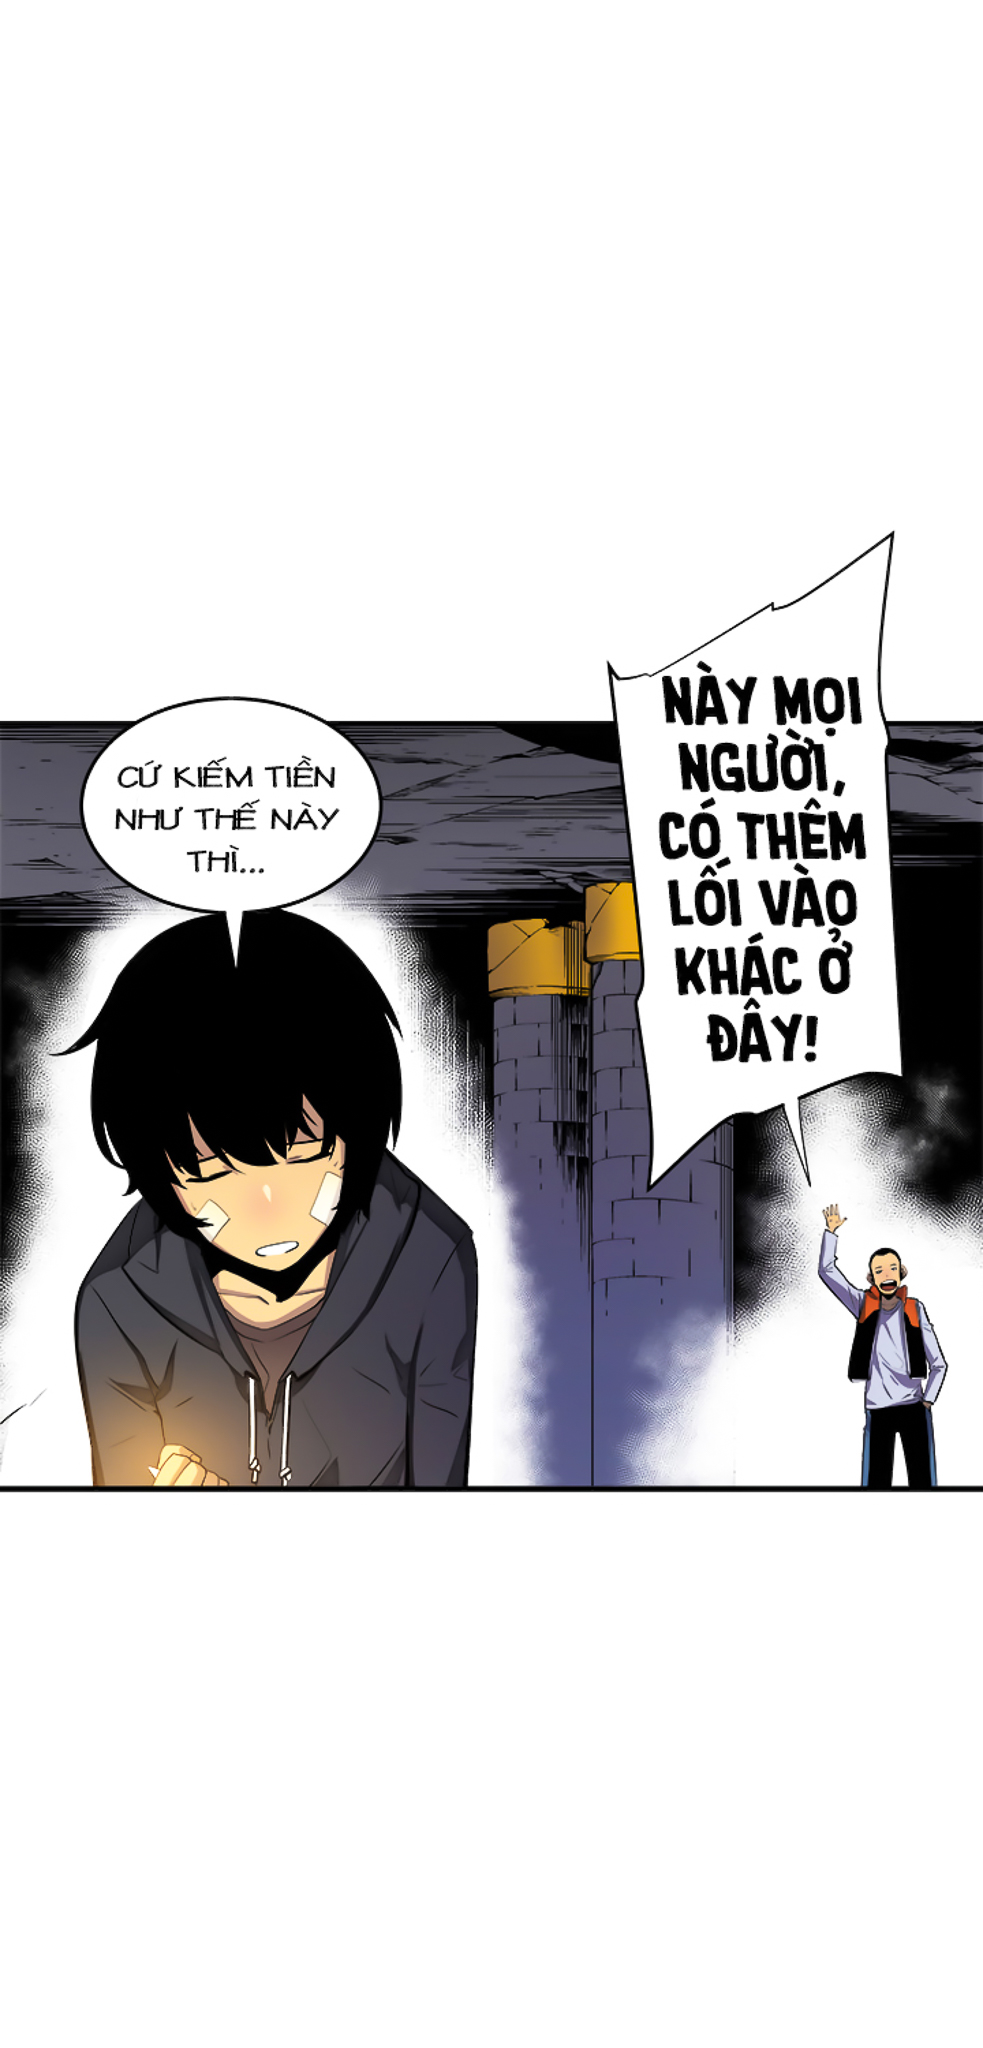 CỨ KIẾM TIỀN
NHƯ THẾ NÀY
THÌ...
NÀY MỌI
NGƯỜI,
CÓ THÊM
LỐI VÀO
KHÁC Ở
ĐÂY!